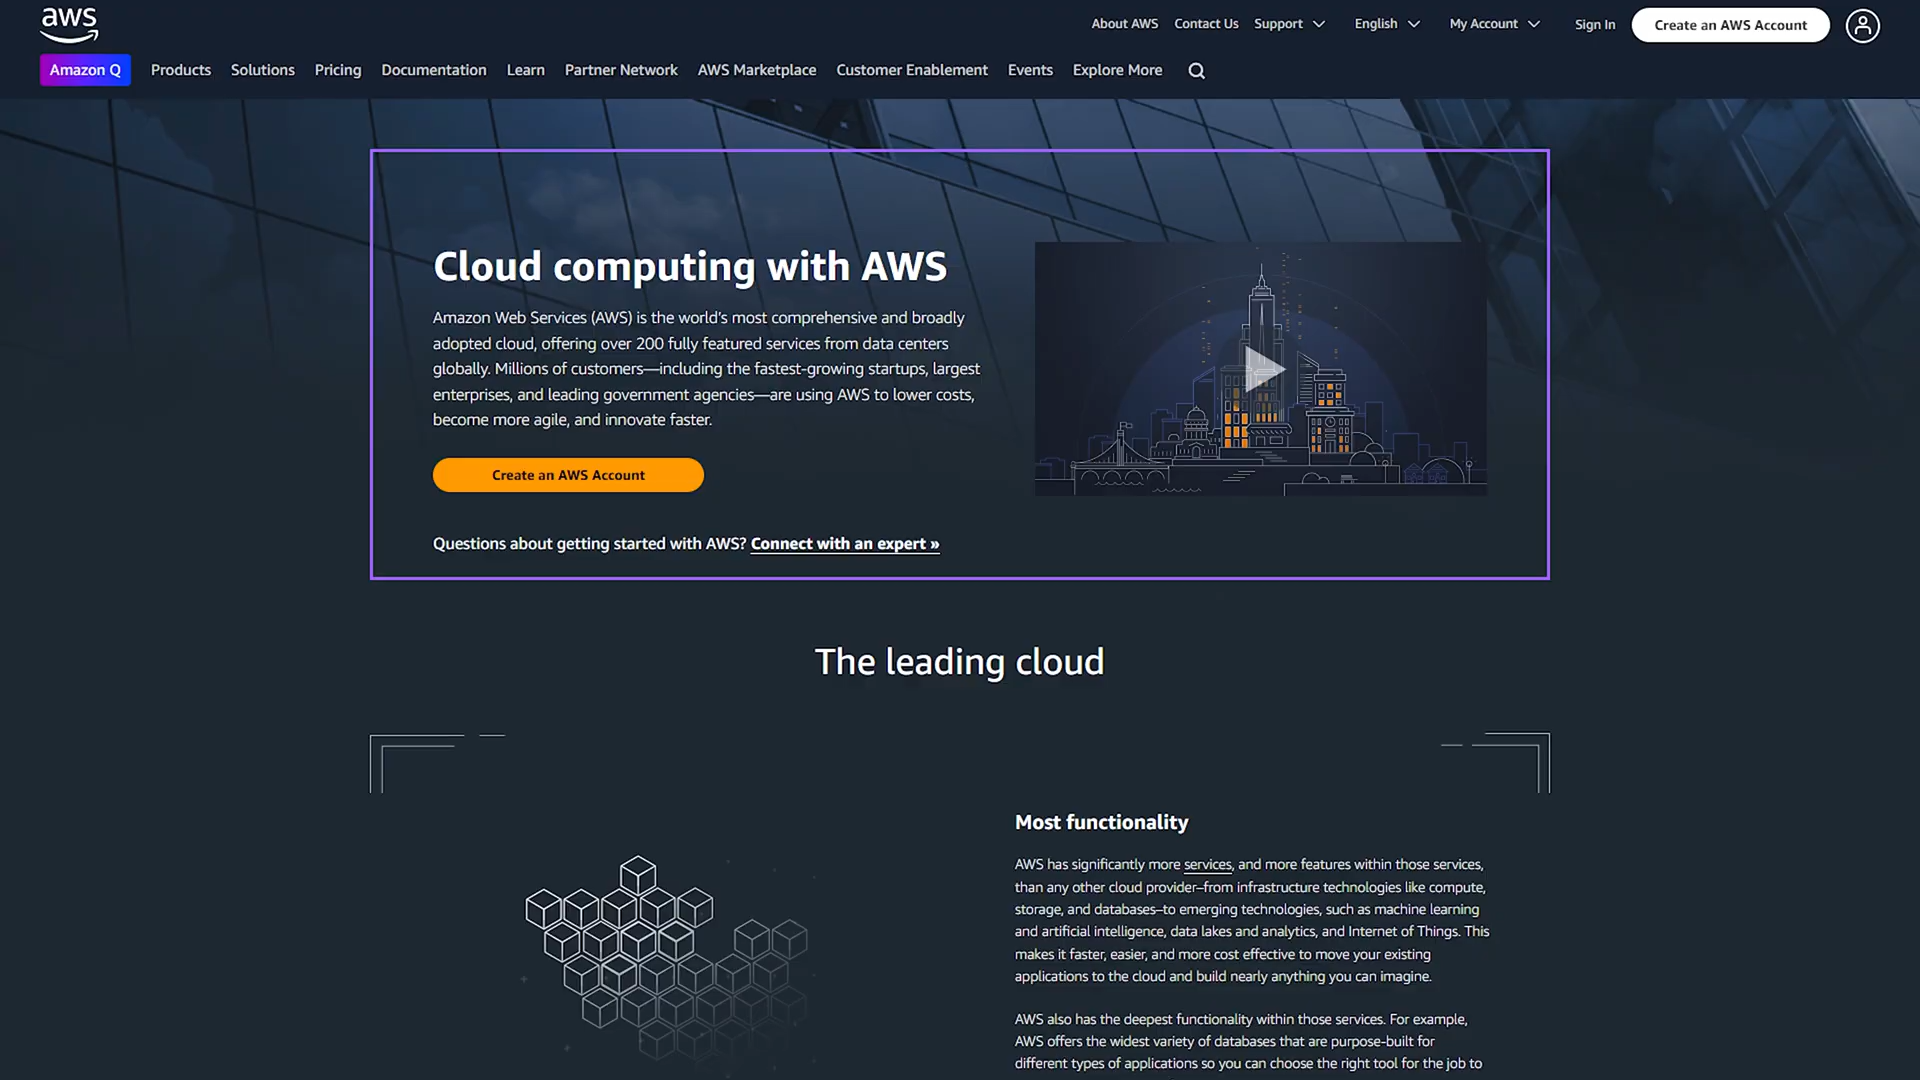 aws
About AWS
Contact Us
Support
English
My Account
Sign In
Create an AWS Account
Amazon Q
Products
Solutions
Pricing
Documentation
Learn
Partner Network
AWS Marketplace
Customer Enablement
Events
Explore More
Cloud computing with AWS
Amazon Web Services (AWS) is the world's most comprehensive and broadly
adopted cloud, offering over 200 fully featured services from data centers
globally. Millions of customers—including the fastest-growing startups, largest
enterprises, and leading government agencies—are using AWS to lower costs,
become more agile, and innovate faster.
Create an AWS Account
Questions about getting started with AWS? Connect with an expert »
The leading cloud
Most functionality
AWS has significantly more services, and more features within those services,
than any other cloud provider–from infrastructure technologies like compute,
storage, and databases–to emerging technologies, such as machine learning
and artificial intelligence, data lakes and analytics, and Internet of Things. This
makes it faster, easier, and more cost effective to move your existing
applications to the cloud and build nearly anything you can imagine.
AWS also has the deepest functionality within those services. For example,
AWS offers the widest variety of databases that are purpose-built for
different types of applications so you can choose the right tool for the job to